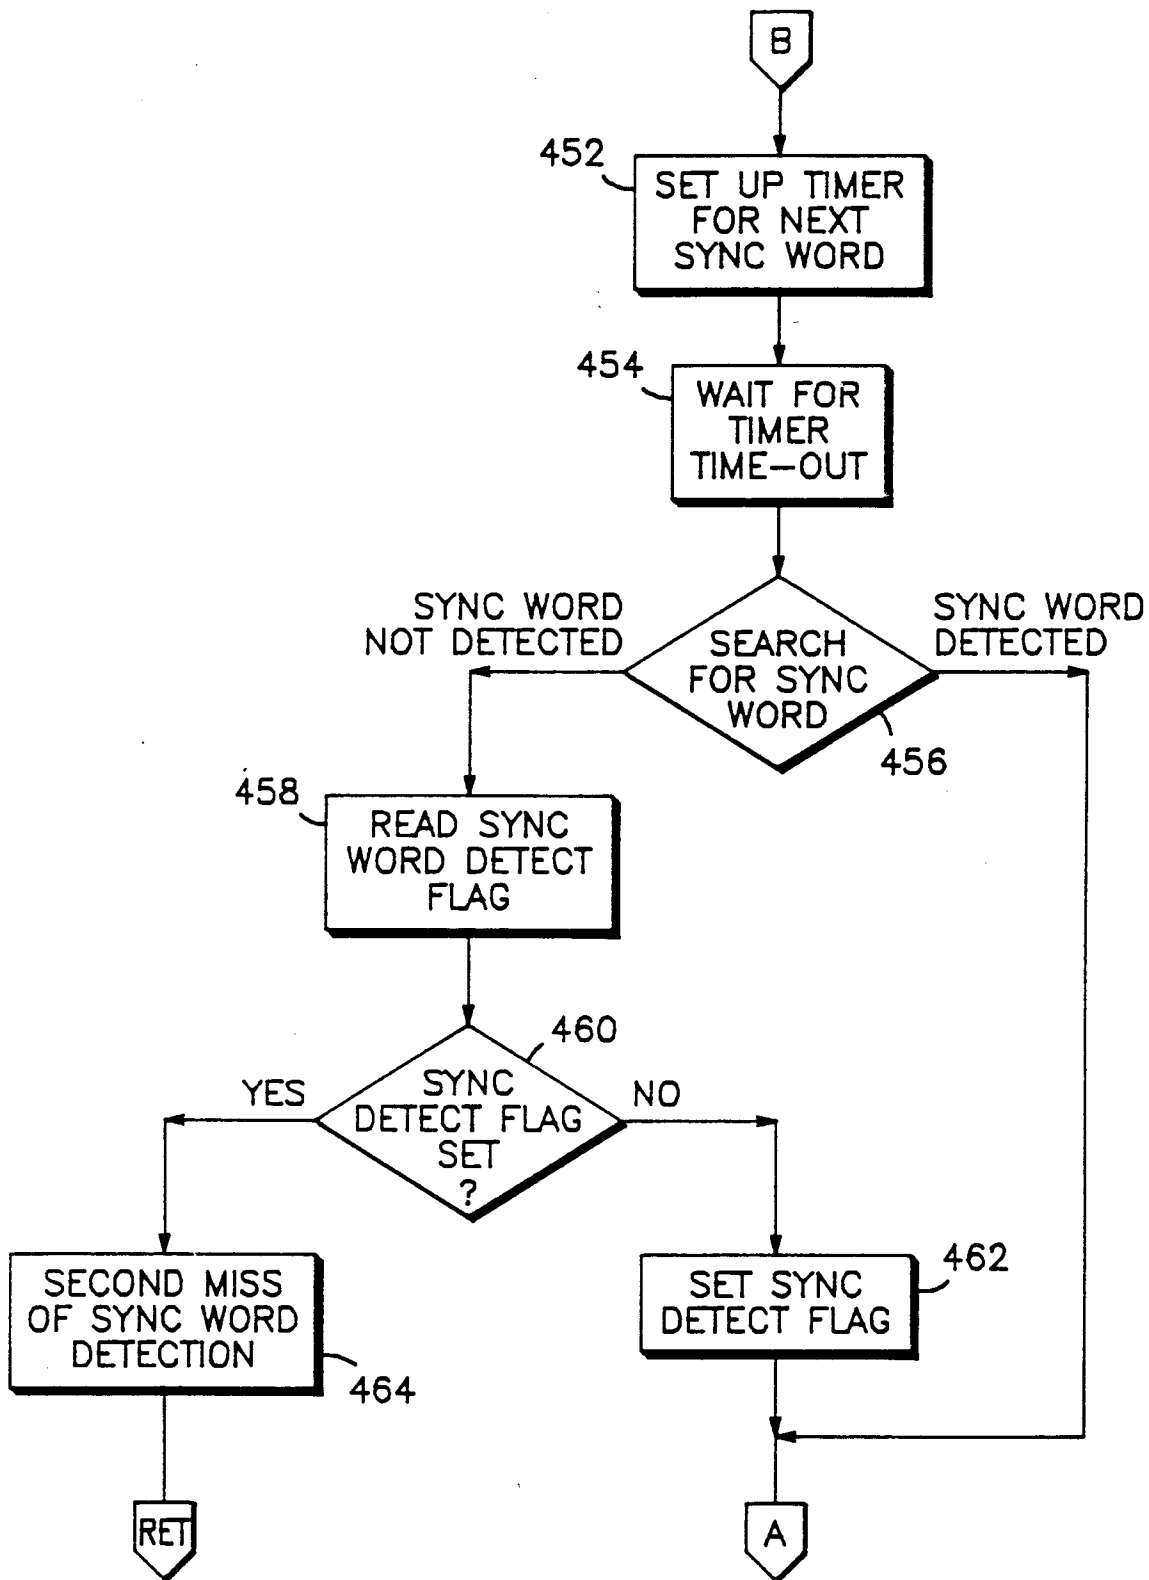 B
452
SET UP TIMER
FOR NEXT
SYNC WORD
454
WAIT FOR
TIMER
TIME-OUT
SYNC WORD
NOT DETECTED
SEARCH
FOR SYNC
WORD
SYNC WORD
DETECTED
456
458
READ SYNC
WORD DETECT
FLAG
460
YES
SYNC
DETECT FLAG
SET
?
NO
SECOND MISS
OF SYNC WORD
DETECTION
464
SET SYNC
DETECT FLAG
462
RET
A